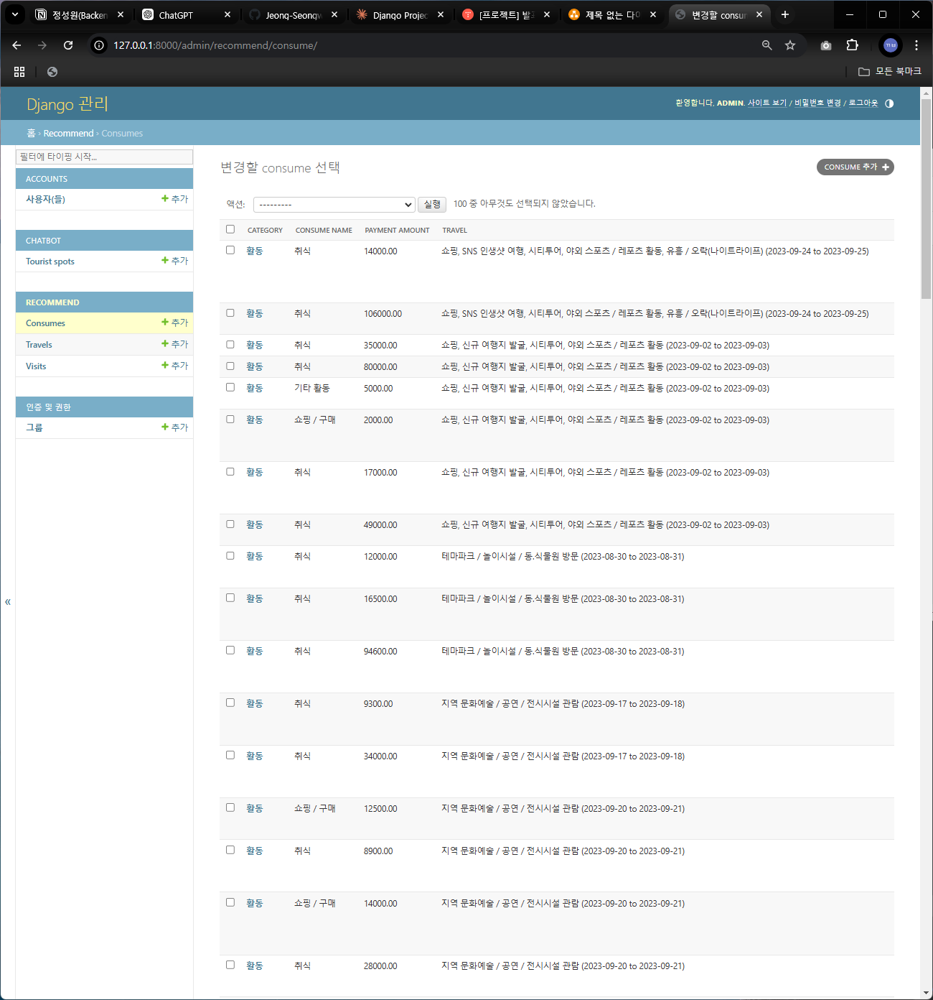 정성원(Backen
ChatGPT
Jeong-Seongw
Django Projec
[프로젝트] 발표
제목 없는 다이
변경할 consum
127.0.0.1:8000/admin/recommend/consume/
모든 북마크
Django 관리
환영합니다, ADMIN. 사이트 보기 / 비밀번호 변경 / 로그아웃
홈 › Recommend › Consumes
필터에 타이핑 시작...
ACCOUNTS
사용자(들) 추가
CHATBOT
Tourist spots 추가
RECOMMEND
Consumes 추가
Travels 추가
Visits 추가
인증 및 권한
그룹 추가
«
변경할 consume 선택
CONSUME 추가
액션: --------- 실행 100 중 아무것도 선택되지 않았습니다.
CATEGORY CONSUME NAME PAYMENT AMOUNT TRAVEL
활동 취식 14000.00 쇼핑, SNS 인생샷 여행, 시티투어, 야외 스포츠 / 레포츠 활동, 유흥 / 오락(나이트라이프) (2023-09-24 to 2023-09-25)
활동 취식 106000.00 쇼핑, SNS 인생샷 여행, 시티투어, 야외 스포츠 / 레포츠 활동, 유흥 / 오락(나이트라이프) (2023-09-24 to 2023-09-25)
활동 취식 35000.00 쇼핑, 신규 여행지 발굴, 시티투어, 야외 스포츠 / 레포츠 활동 (2023-09-02 to 2023-09-03)
활동 취식 80000.00 쇼핑, 신규 여행지 발굴, 시티투어, 야외 스포츠 / 레포츠 활동 (2023-09-02 to 2023-09-03)
활동 기타 활동 5000.00 쇼핑, 신규 여행지 발굴, 시티투어, 야외 스포츠 / 레포츠 활동 (2023-09-02 to 2023-09-03)
활동 쇼핑 / 구매 2000.00 쇼핑, 신규 여행지 발굴, 시티투어, 야외 스포츠 / 레포츠 활동 (2023-09-02 to 2023-09-03)
활동 취식 17000.00 쇼핑, 신규 여행지 발굴, 시티투어, 야외 스포츠 / 레포츠 활동 (2023-09-02 to 2023-09-03)
활동 취식 49000.00 쇼핑, 신규 여행지 발굴, 시티투어, 야외 스포츠 / 레포츠 활동 (2023-09-02 to 2023-09-03)
활동 취식 12000.00 테마파크 / 놀이시설 / 동.식물원 방문 (2023-08-30 to 2023-08-31)
활동 취식 16500.00 테마파크 / 놀이시설 / 동.식물원 방문 (2023-08-30 to 2023-08-31)
활동 취식 94600.00 테마파크 / 놀이시설 / 동.식물원 방문 (2023-08-30 to 2023-08-31)
활동 취식 9300.00 지역 문화예술 / 공연 / 전시시설 관람 (2023-09-17 to 2023-09-18)
활동 취식 34000.00 지역 문화예술 / 공연 / 전시시설 관람 (2023-09-17 to 2023-09-18)
활동 쇼핑 / 구매 12500.00 지역 문화예술 / 공연 / 전시시설 관람 (2023-09-20 to 2023-09-21)
활동 취식 8900.00 지역 문화예술 / 공연 / 전시시설 관람 (2023-09-20 to 2023-09-21)
활동 쇼핑 / 구매 14000.00 지역 문화예술 / 공연 / 전시시설 관람 (2023-09-20 to 2023-09-21)
활동 취식 28000.00 지역 문화예술 / 공연 / 전시시설 관람 (2023-09-20 to 2023-09-21)